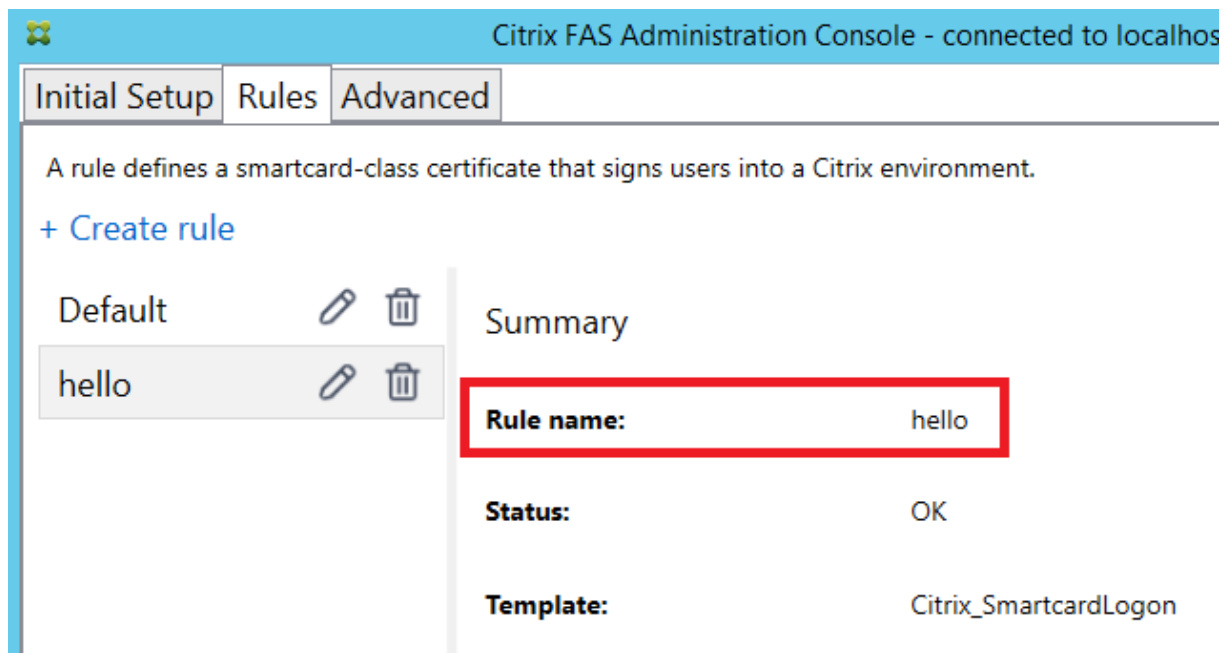 Citrix FAS Administration Console - connected to localhos
Initial Setup Rules Advanced
A rule defines a smartcard-class certificate that signs users into a Citrix environment.
+ Create rule
Default
hello
Summary
Rule name: hello
Status: OK
Template: Citrix_SmartcardLogon